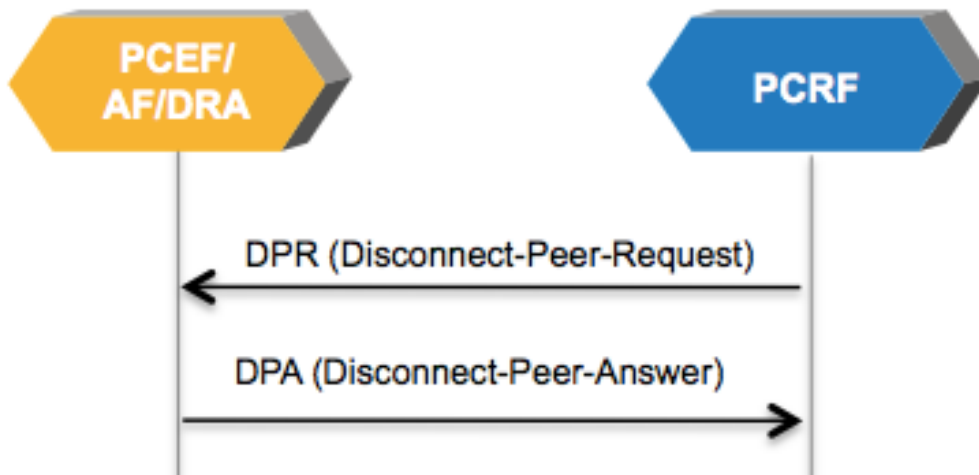 PCEF/
AF/DRA
PCRF
DPR (Disconnect-Peer-Request)
DPA (Disconnect-Peer-Answer)